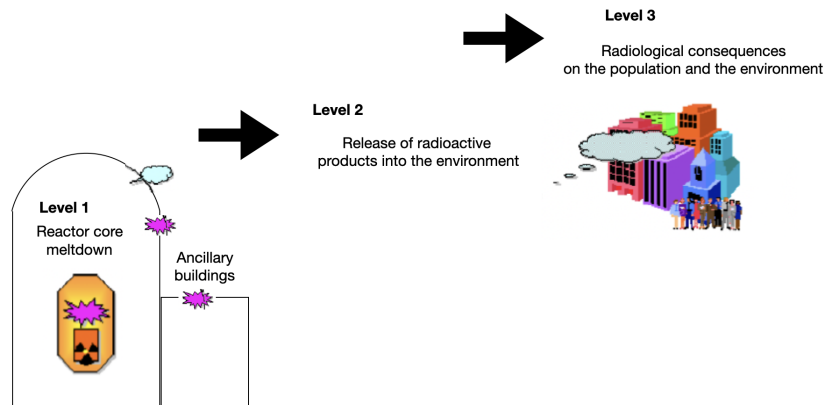 Level 1
Reactor core
meltdown
Ancillary
buildings
Level 2
Release of radioactive
products into the environment
Level 3
Radiological consequences
on the population and the environment